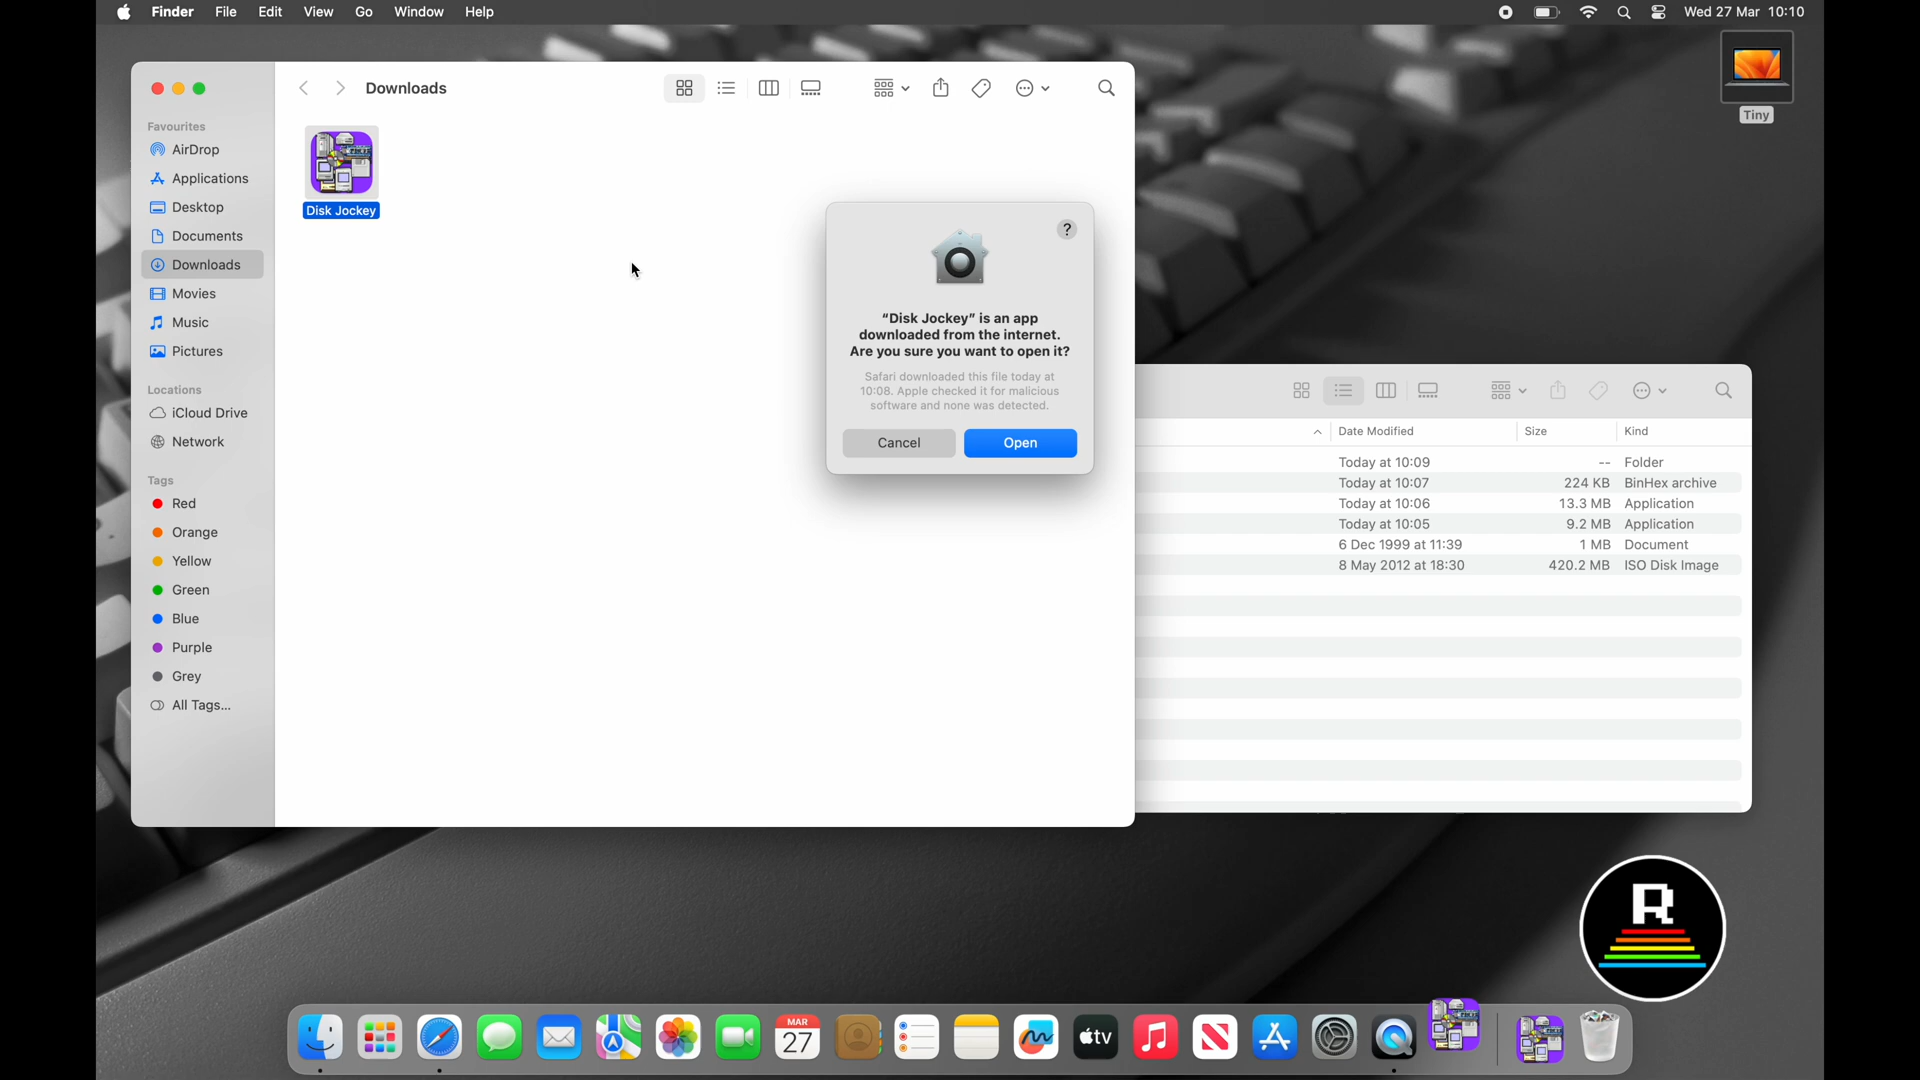 Finder File Edit View Go Window Help
Wed 27 Mar 10:10
Tiny
Downloads
Favourites
AirDrop
Applications
Desktop
Documents
Downloads
Movies
Music
Pictures
Locations
iCloud Drive
Network
Tags
Red
Orange
Yellow
Green
Blue
Purple
Grey
All Tags...
Disk Jockey
?
“Disk Jockey” is an app
downloaded from the internet.
Are you sure you want to open it?
Safari downloaded this file today at
10:08. Apple checked it for malicious
software and none was detected.
Cancel Open
Date Modified Size Kind
Today at 10:09 -- Folder
Today at 10:07 224 KB BinHex archive
Today at 10:06 13.3 MB Application
Today at 10:05 9.2 MB Application
6 Dec 1999 at 11:39 1 MB Document
8 May 2012 at 18:30 420.2 MB ISO Disk Image
R
MAR
27
tv